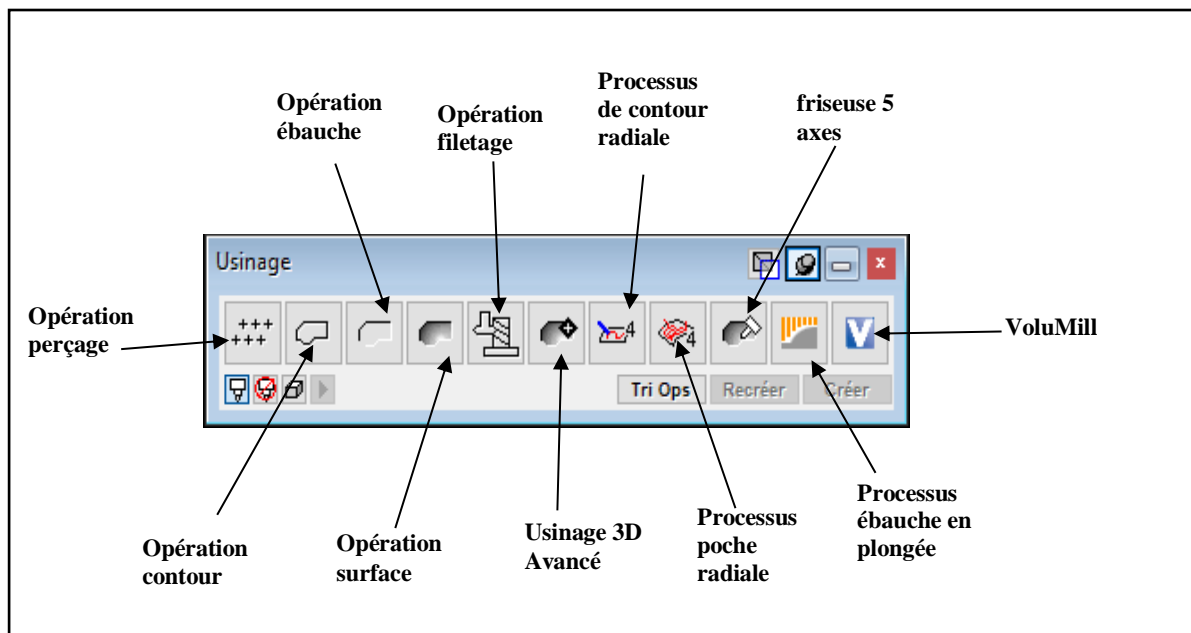 Processus
de contour
radiale
Opération
ébauche
Opération
filetage
friseuse 5
axes
Usinage
Opération
perçage
VoluMill
Tri Ops
Recréer
Créer
Opération
contour
Opération
surface
Usinage 3D
Avancé
Processus
poche
radiale
Processus
ébauche en
plongée